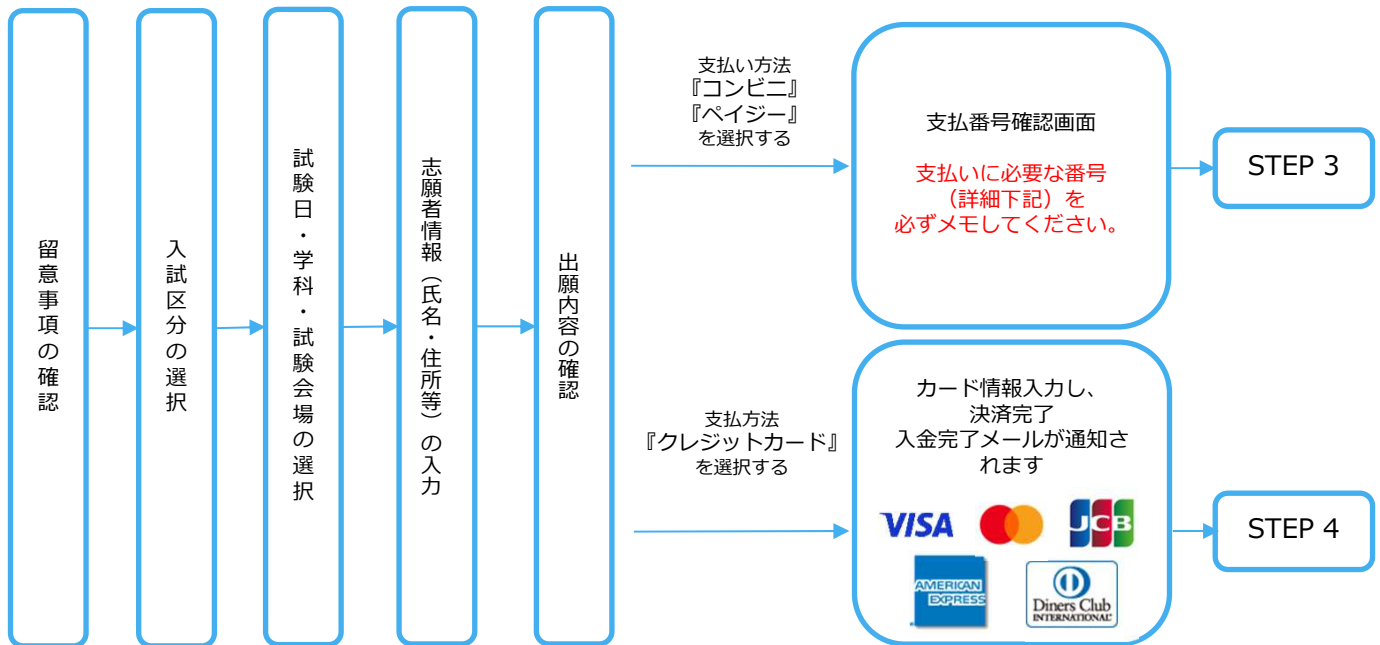 留意事項の確認
入試区分の選択
試験日・学科・試験会場の選択
志願者情報（氏名・住所等）の入力
出願内容の確認
支払い方法
『コンビニ』
『ペイジー』
を選択する
支払番号確認画面
支払いに必要な番号
（詳細下記）を
必ずメモしてください。
STEP 3
支払方法
『クレジットカード』
を選択する
カード情報入力し、
決済完了
入金完了メールが通知さ
れます
VISA
JCB
AMERICAN
EXPRESS
Diners Club
INTERNATIONAL
STEP 4